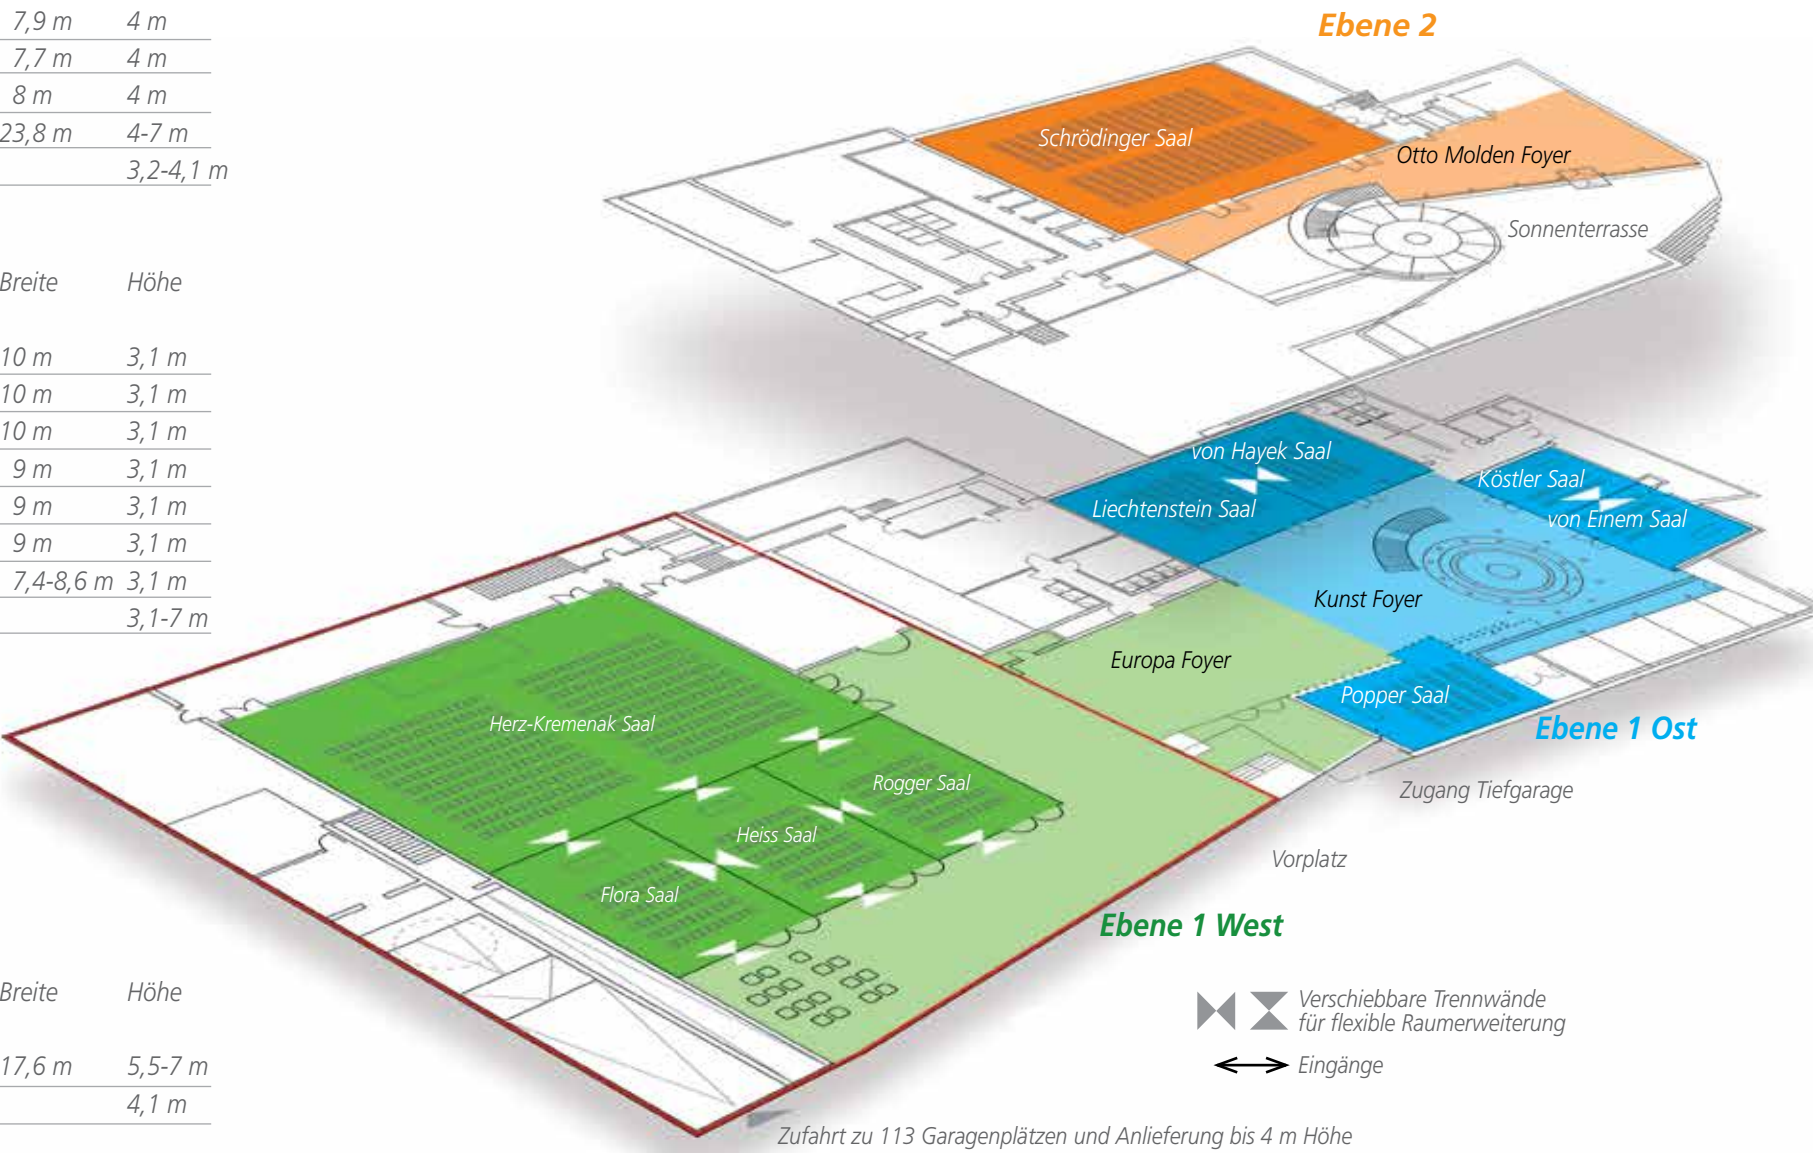 7,9 m 4 m
7,7 m 4 m
8 m 4 m
23,8 m 4-7 m
3,2-4,1 m
Breite Höhe
10 m 3,1 m
10 m 3,1 m
10 m 3,1 m
9 m 3,1 m
9 m 3,1 m
9 m 3,1 m
7,4-8,6 m 3,1 m
3,1-7 m
Breite Höhe
17,6 m 5,5-7 m
4,1 m
Ebene 2
Schrödinger Saal
Otto Molden Foyer
Sonnenterrasse
von Hayek Saal
Liechtenstein Saal
Köstler Saal
von Einem Saal
Kunst Foyer
Europa Foyer
Popper Saal
Ebene 1 Ost
Zugang Tiefgarage
Vorplatz
Herz-Kremenak Saal
Rogger Saal
Heiss Saal
Flora Saal
Ebene 1 West
Verschiebbare Trennwände
für flexible Raumerweiterung
Eingänge
Zufahrt zu 113 Garagenplätzen und Anlieferung bis 4 m Höhe